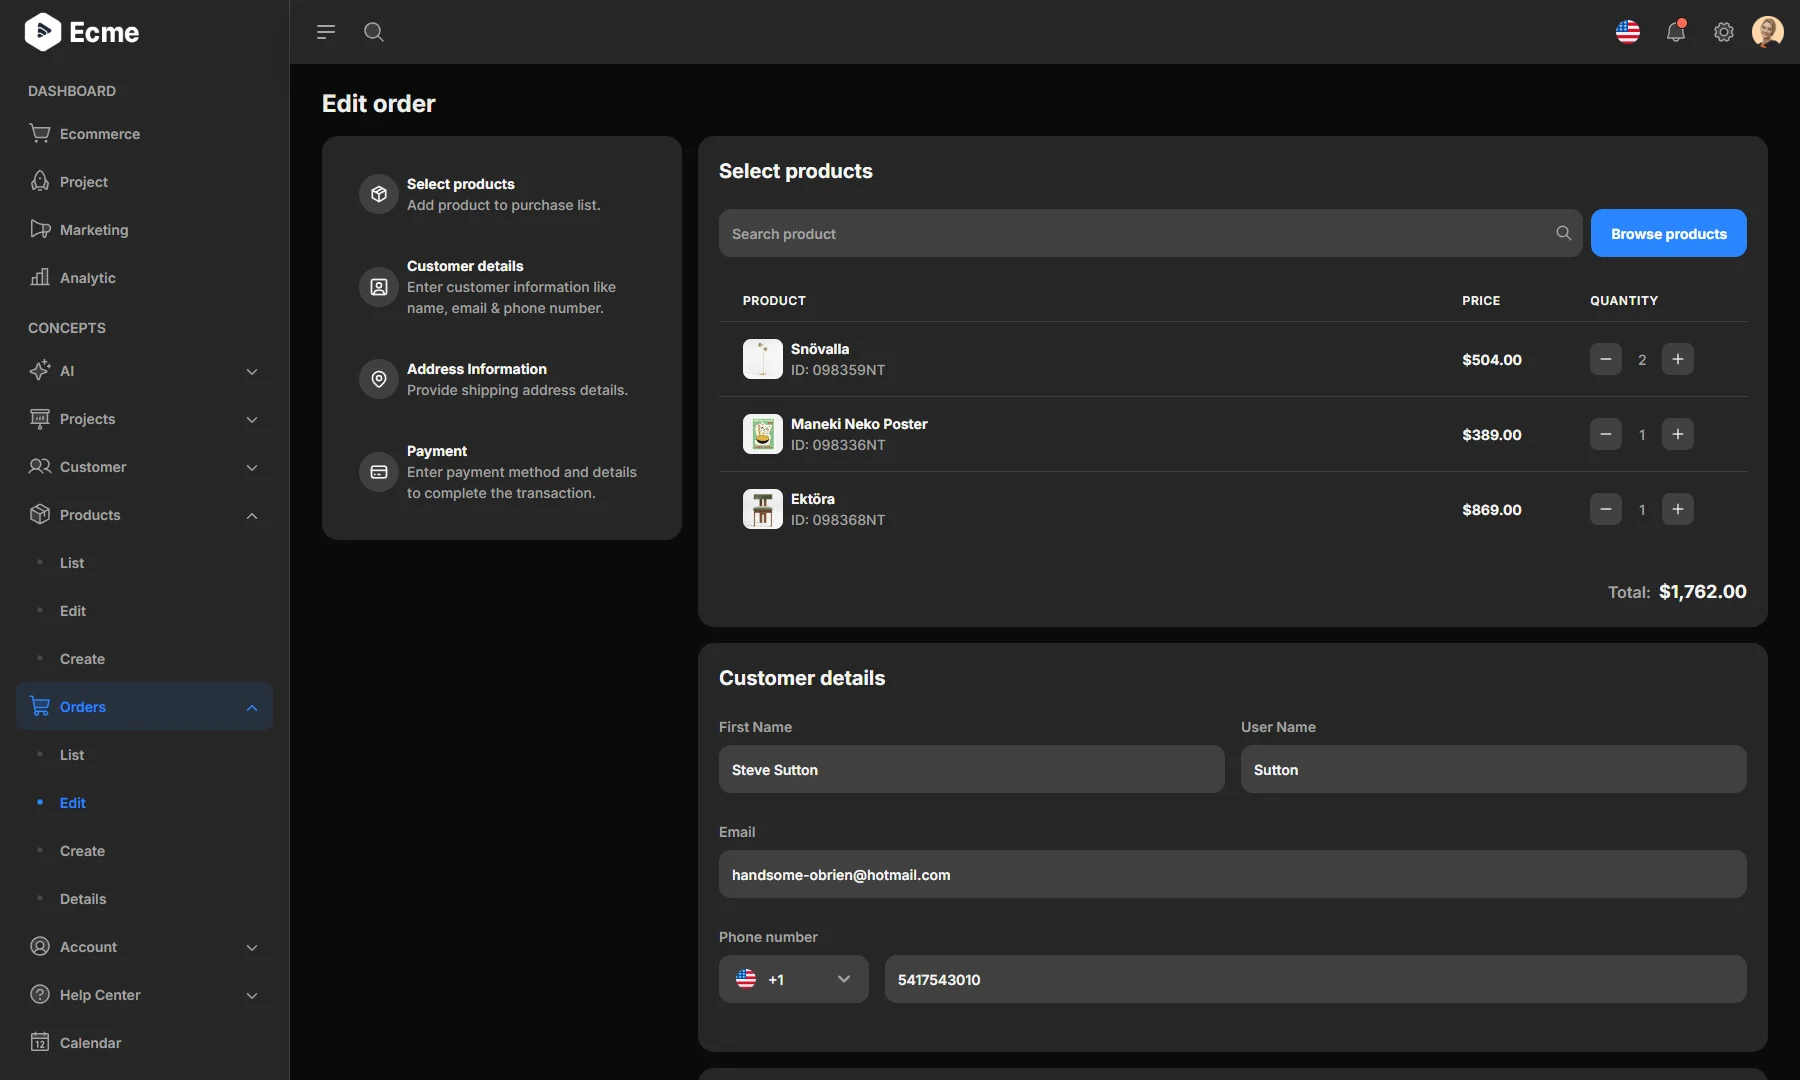 Ecme
DASHBOARD
Ecommerce
Project
Marketing
Analytic
CONCEPTS
AI
Projects
Customer
Products
List
Edit
Create
Orders
List
Edit
Create
Details
Account
Help Center
12
Calendar
Edit order
Select products
Add product to purchase list.
Customer details
Enter customer information like
name, email & phone number.
Address Information
Provide shipping address details.
Payment
Enter payment method and details
to complete the transaction.
Select products
Search product
Browse products
PRODUCT PRICE QUANTITY
Snövalla
ID: 098359NT
$504.00 2
Maneki Neko Poster
ID: 098336NT
$389.00 1
Ektöra
ID: 098368NT
$869.00 1
Total: $1,762.00
Customer details
First Name
Steve Sutton
User Name
Sutton
Email
handsome-obrien@hotmail.com
Phone number
+1 5417543010